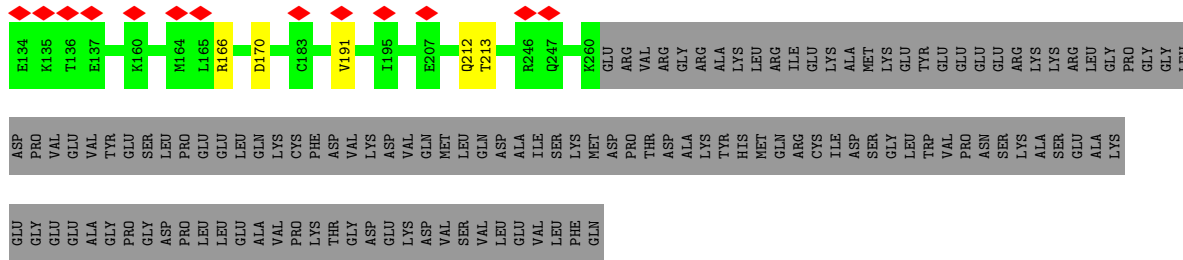 E134 K135 T136 E137 K160 M164 L165 R166 D170 C183 V191 I195 E207 Q212 T213 R246 Q247 K260 GLU ARG VAL ARG GLY ARG ALA LYS LEU ARG ILE GLU LYS ALA MET LYS GLU TYR GLU GLU GLU GLU ARG LYS LYS ARG LEU GLY PRO GLY GLY LEU
ASP PRO VAL GLU VAL TYR GLU SER LEU PRO GLU GLU LEU GLN LYS CYS PHE ASP VAL LYS ASP VAL GLN MET LEU GLN ASP ALA ILE SER LYS MET ASP PRO THR ASP ALA LYS TYR HIS MET GLN ARG CYS ILE ASP SER GLY LEU TRP VAL PRO ASN SER LYS ALA SER GLU ALA LYS
GLU GLY GLU GLU ALA GLY PRO GLY ASP PRO LEU LEU GLU ALA VAL PRO LYS THR GLY ASP GLU LYS ASP VAL SER VAL LEU GLU VAL LEU PHE GLN